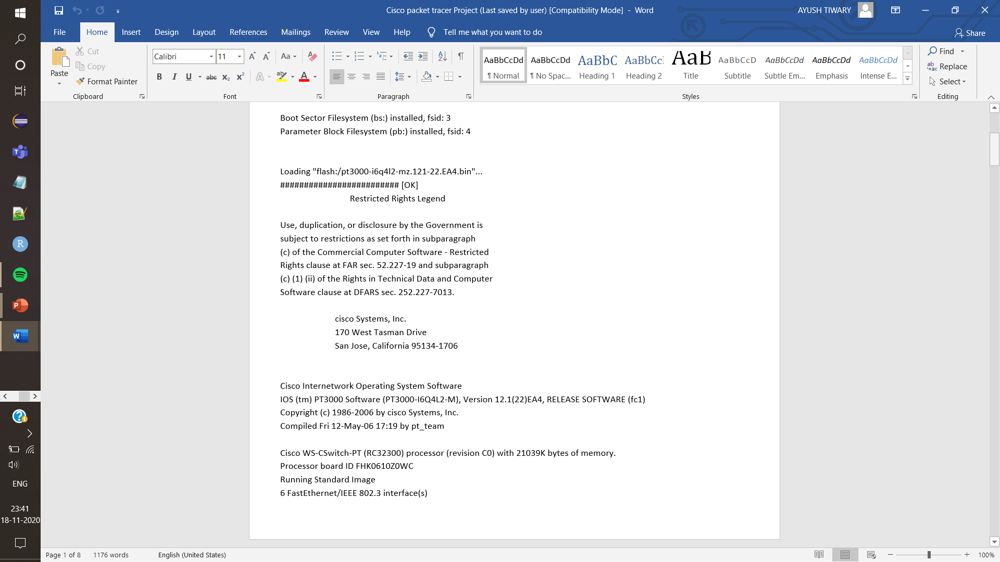 Cisco packet tracer Project (Last saved by user) [Compatibility Mode] - Word
AYUSH TIWARY
File Home Insert Design Layout References Mailings Review View Help Tell me what you want to do
Share
Paste
Cut
Copy
Format Painter
Clipboard
Calibri 11
Aa
B I U abc x2 x2 A ab A
Font
Paragraph
AaBbCcDd AaBbCcDd AaBbC AaBbCc AaB AaBbCcD AaBbCcDd AaBbCcDd AaBbCcDd
¶ Normal ¶ No Spac... Heading 1 Heading 2 Title Subtitle Subtle Em... Emphasis Intense E...
Styles
Find
Replace
Select
Editing
Boot Sector Filesystem (bs:) installed, fsid: 3
Parameter Block Filesystem (pb:) installed, fsid: 4
Loading "flash:/pt3000-i6q4l2-mz.121-22.EA4.bin"...
########################## [OK]
Restricted Rights Legend
Use, duplication, or disclosure by the Government is
subject to restrictions as set forth in subparagraph
(c) of the Commercial Computer Software - Restricted
Rights clause at FAR sec. 52.227-19 and subparagraph
(c) (1) (ii) of the Rights in Technical Data and Computer
Software clause at DFARS sec. 252.227-7013.
cisco Systems, Inc.
170 West Tasman Drive
San Jose, California 95134-1706
Cisco Internetwork Operating System Software
IOS (tm) PT3000 Software (PT3000-I6Q4L2-M), Version 12.1(22)EA4, RELEASE SOFTWARE (fc1)
Copyright (c) 1986-2006 by cisco Systems, Inc.
Compiled Fri 12-May-06 17:19 by pt_team
Cisco WS-CSwitch-PT (RC32300) processor (revision C0) with 21039K bytes of memory.
Processor board ID FHK0610Z0WC
Running Standard Image
6 FastEthernet/IEEE 802.3 interface(s)
ENG
23:41
18-11-2020
Page 1 of 8 1176 words English (United States) 100%